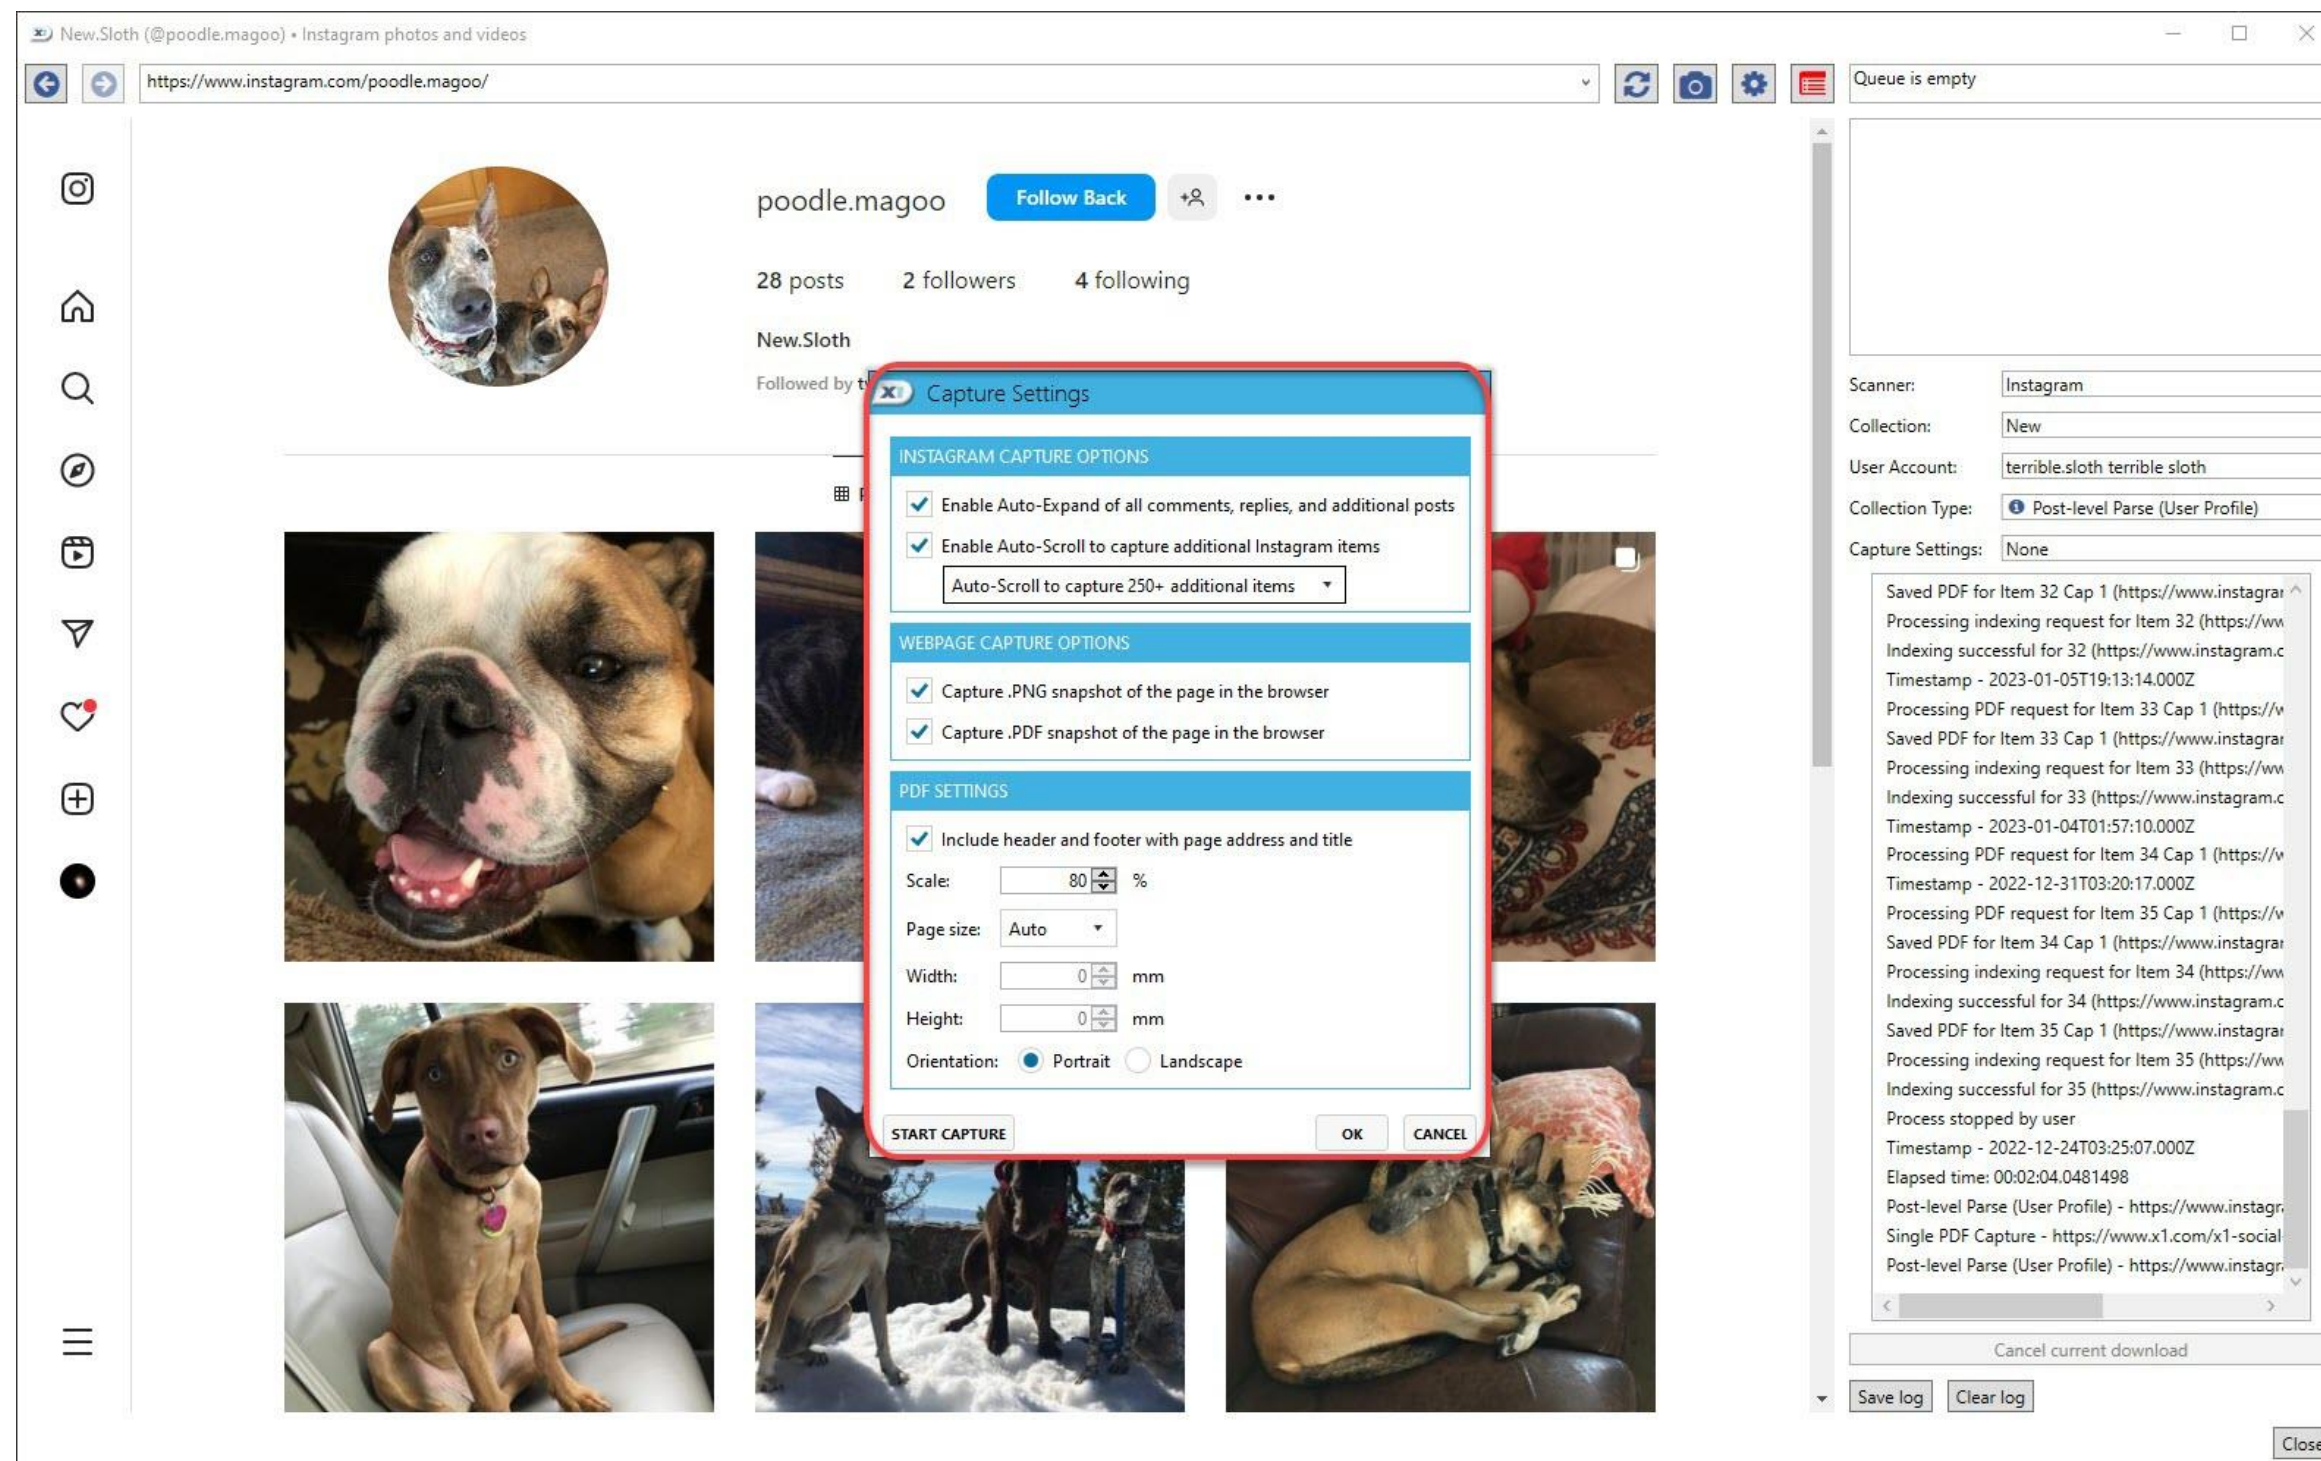 New.Sloth (@poodle.magoo) • Instagram photos and videos
https://www.instagram.com/poodle.magoo/
Queue is empty
poodle.magoo
Follow Back
28 posts 2 followers 4 following
New.Sloth
Followed by
Capture Settings
INSTAGRAM CAPTURE OPTIONS
Enable Auto-Expand of all comments, replies, and additional posts
Enable Auto-Scroll to capture additional Instagram items
Auto-Scroll to capture 250+ additional items
WEBPAGE CAPTURE OPTIONS
Capture .PNG snapshot of the page in the browser
Capture .PDF snapshot of the page in the browser
PDF SETTINGS
Include header and footer with page address and title
Scale: 80 %
Page size: Auto
Width: 0 mm
Height: 0 mm
Orientation: Portrait Landscape
START CAPTURE OK CANCEL
Scanner: Instagram
Collection: New
User Account: terrible.sloth terrible sloth
Collection Type: Post-level Parse (User Profile)
Capture Settings: None
Saved PDF for Item 32 Cap 1 (https://www.instagra
Processing indexing request for Item 32 (https://ww
Indexing successful for 32 (https://www.instagram.c
Timestamp - 2023-01-05T19:13:14.000Z
Processing PDF request for Item 33 Cap 1 (https://w
Saved PDF for Item 33 Cap 1 (https://www.instagra
Processing indexing request for Item 33 (https://ww
Indexing successful for 33 (https://www.instagram.c
Timestamp - 2023-01-04T01:57:10.000Z
Processing PDF request for Item 34 Cap 1 (https://w
Timestamp - 2022-12-31T03:20:17.000Z
Processing PDF request for Item 35 Cap 1 (https://w
Saved PDF for Item 34 Cap 1 (https://www.instagra
Processing indexing request for Item 34 (https://ww
Indexing successful for 34 (https://www.instagram.c
Saved PDF for Item 35 Cap 1 (https://www.instagra
Processing indexing request for Item 35 (https://ww
Indexing successful for 35 (https://www.instagram.c
Process stopped by user
Timestamp - 2022-12-24T03:25:07.000Z
Elapsed time: 00:02:04.0481498
Post-level Parse (User Profile) - https://www.instagr
Single PDF Capture - https://www.x1.com/x1-social
Post-level Parse (User Profile) - https://www.instagr
Cancel current download
Save log Clear log
Close